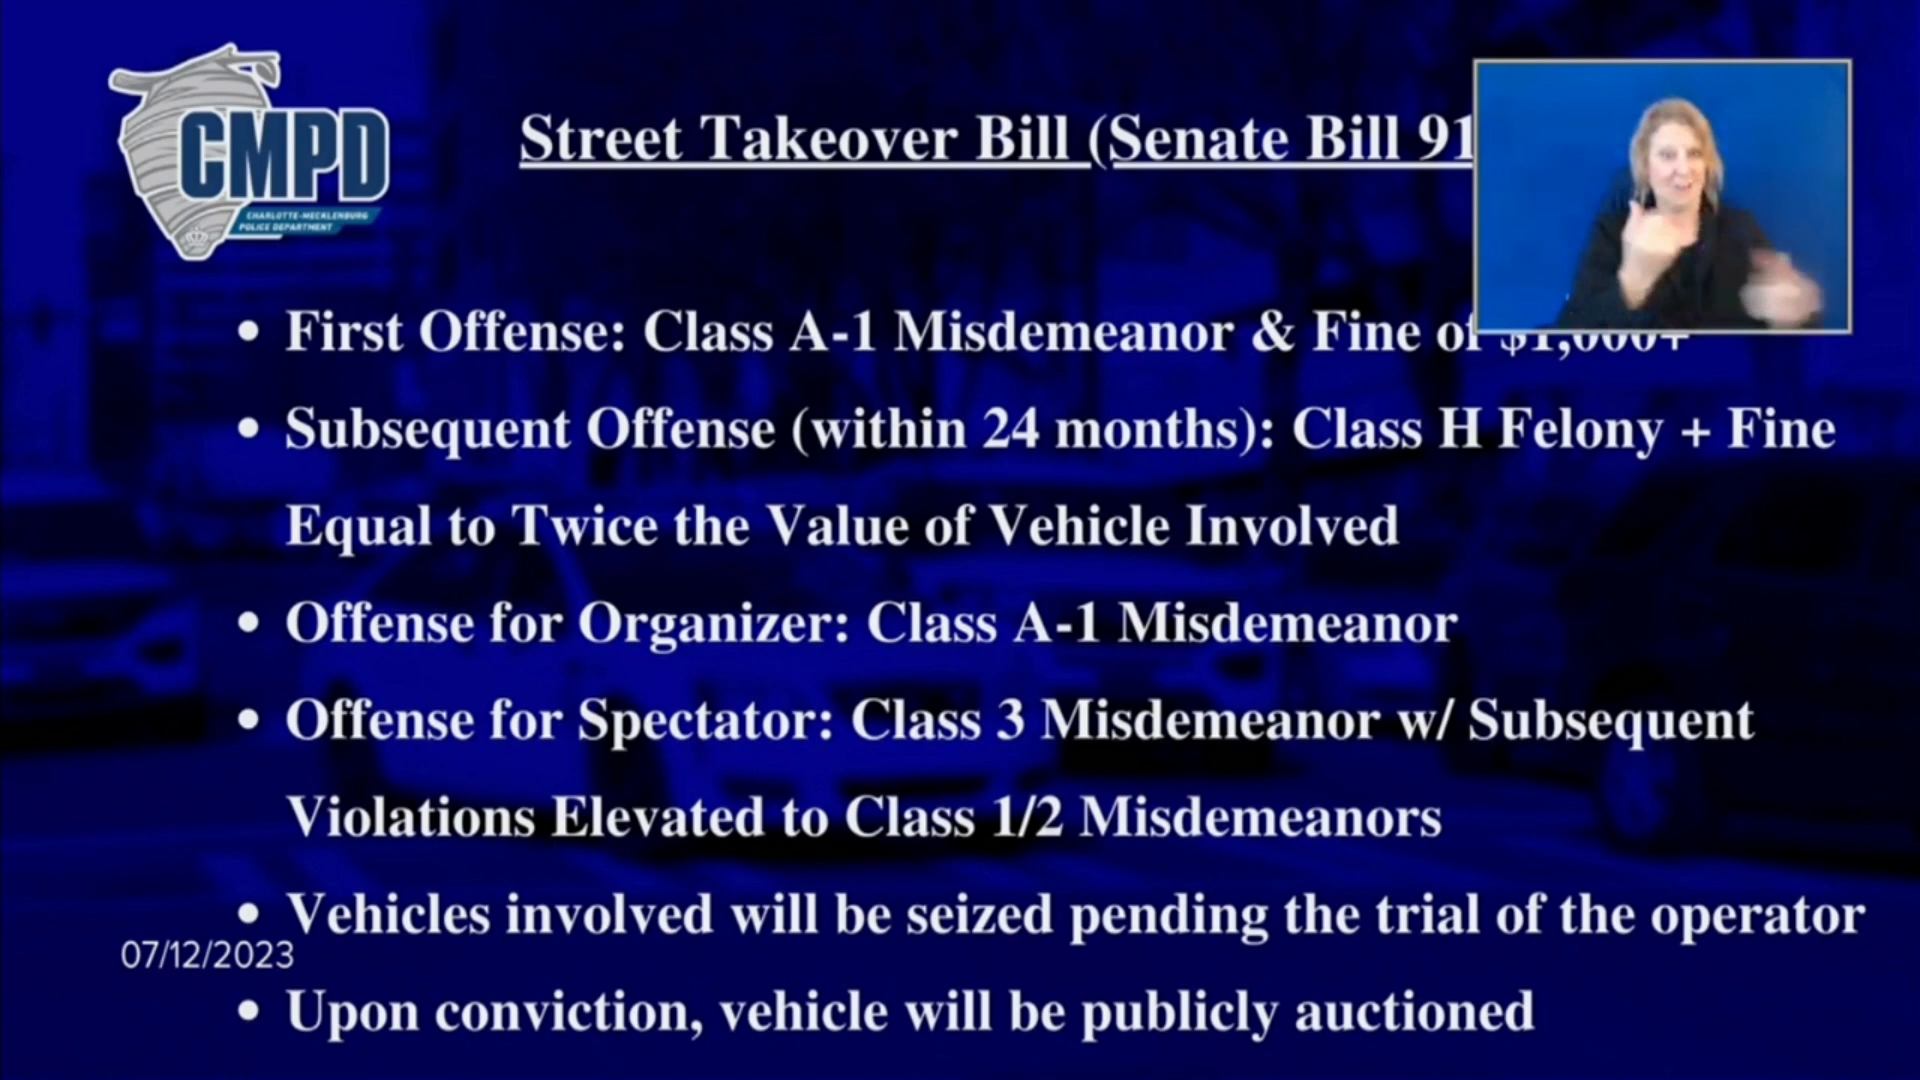 CMPD
CHARLOTTE-MECKLENBURG
POLICE DEPARTMENT
Street Takeover Bill (Senate Bill 91
• First Offense: Class A-1 Misdemeanor & Fine of $1,000+
• Subsequent Offense (within 24 months): Class H Felony + Fine
Equal to Twice the Value of Vehicle Involved
• Offense for Organizer: Class A-1 Misdemeanor
• Offense for Spectator: Class 3 Misdemeanor w/ Subsequent
Violations Elevated to Class 1/2 Misdemeanors
• Vehicles involved will be seized pending the trial of the operator
07/12/2023
• Upon conviction, vehicle will be publicly auctioned